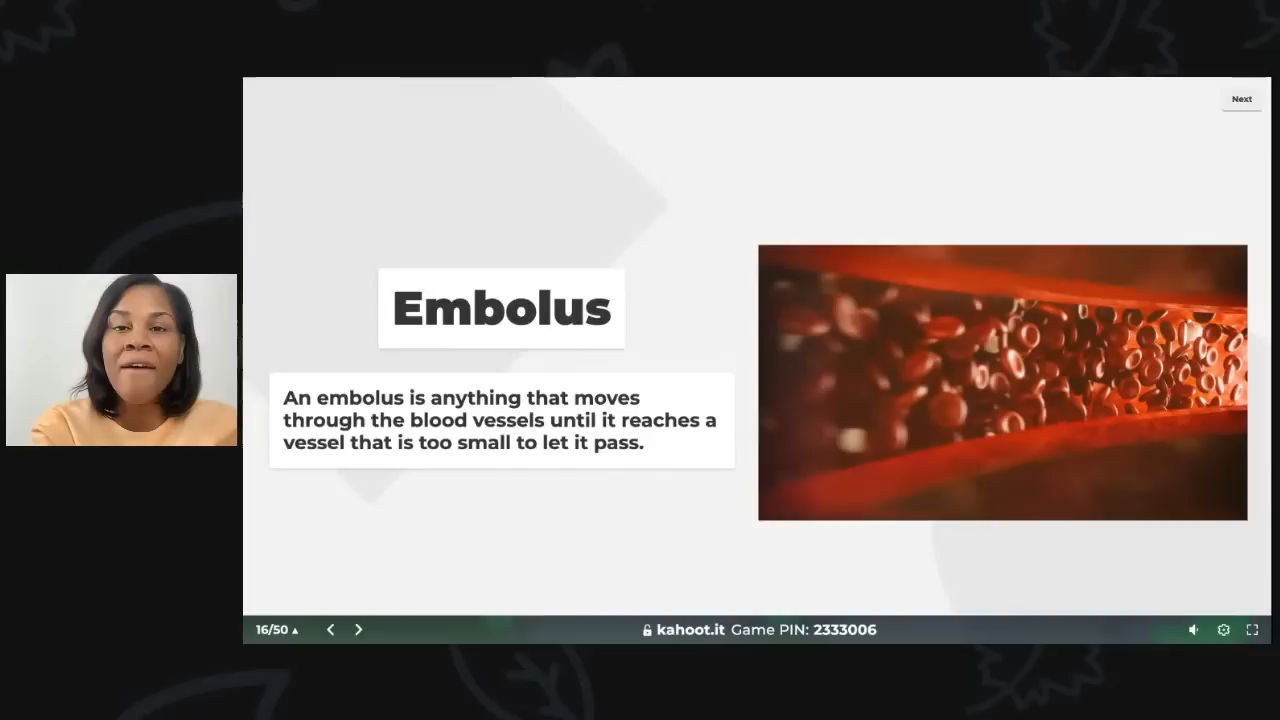 Next
Embolus
An embolus is anything that moves
through the blood vessels until it reaches a
vessel that is too small to let it pass.
16/50 ▲
kahoot.it Game PIN: 2333006